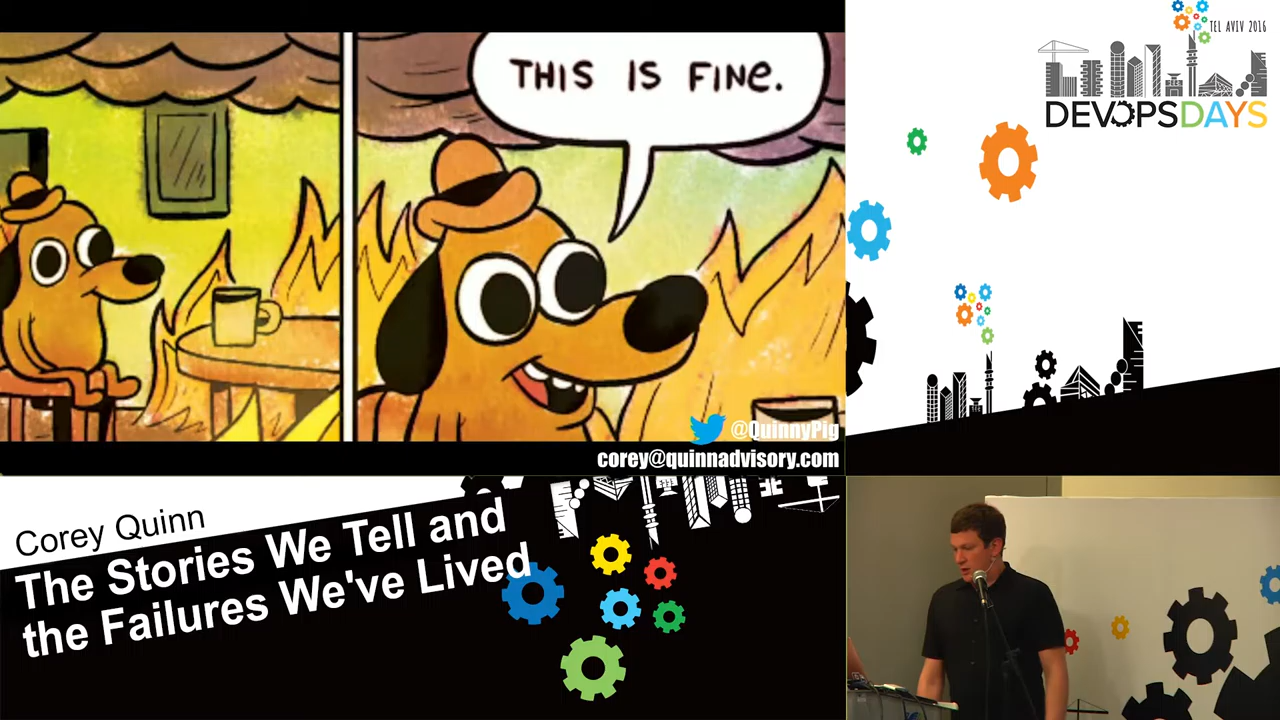 THIS IS FINE.
@QuinnyPig
corey@quinnadvisory.com
TEL AVIV 2016
DEVOPSDAYS
Corey Quinn
The Stories We Tell and
the Failures We've Lived